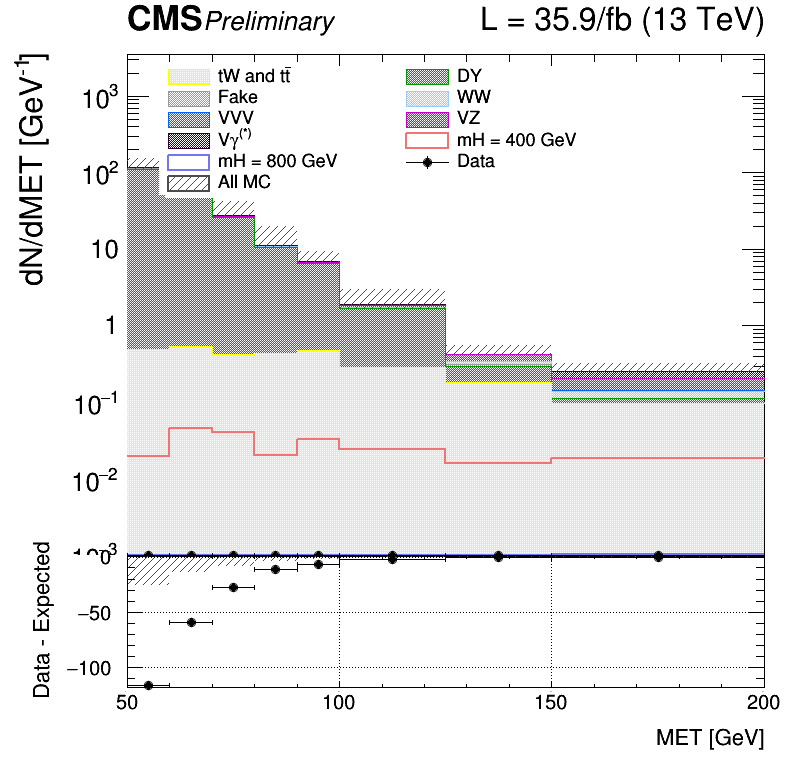 CMS Preliminary L = 35.9/fb (13 TeV)
dN/dMET [GeV⁻¹]
tW and tt̄ DY
Fake WW
VVV VZ
Vγ⁽*⁾ mH = 400 GeV
mH = 800 GeV Data
All MC
10³
10²
10
1
10⁻¹
10⁻²
0
Data - Expected
−50
−100
50 100 150 200
MET [GeV]